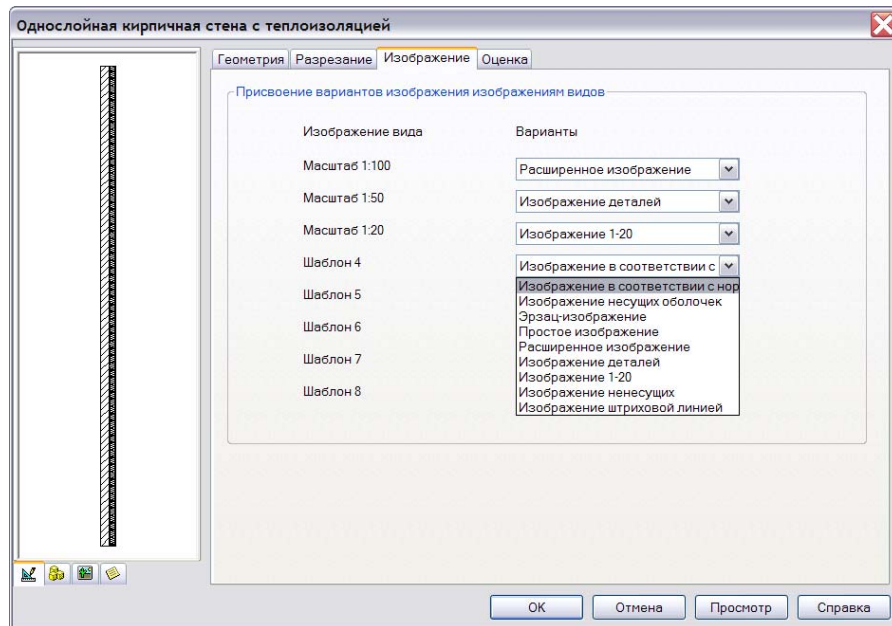 Однослойная кирпичная стена с теплоизоляцией
Геометрия Разрезание Изображение Оценка
Присвоение вариантов изображения изображениям видов
Изображение вида Варианты
Масштаб 1:100 Расширенное изображение
Масштаб 1:50 Изображение деталей
Масштаб 1:20 Изображение 1-20
Шаблон 4 Изображение в соответствии с
Изображение в соответствии с нор
Шаблон 5 Изображение несущих оболочек
Эрзац-изображение
Шаблон 6 Простое изображение
Расширенное изображение
Шаблон 7 Изображение деталей
Изображение 1-20
Шаблон 8 Изображение ненесущих
Изображение штриховой линией
OK Отмена Просмотр Справка